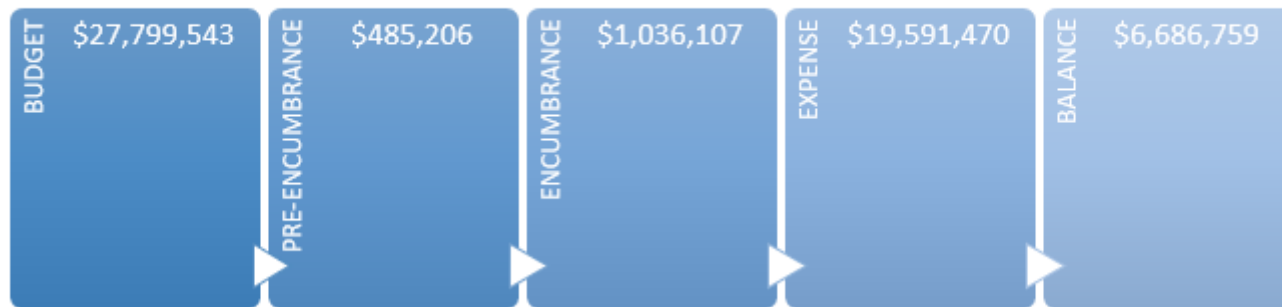 BUDGET
$27,799,543
PRE-ENCUMBRANCE
$485,206
ENCUMBRANCE
$1,036,107
EXPENSE
$19,591,470
BALANCE
$6,686,759